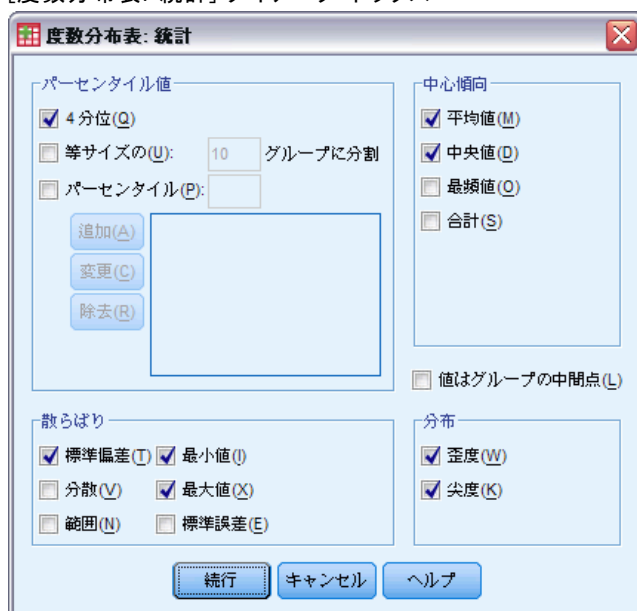 度数分布表: 統計
パーセンタイル値
4 分位(Q)
等サイズの(U): 10 グループに分割
パーセンタイル(P):
追加(A)
変更(C)
除去(R)
中心傾向
平均値(M)
中央値(D)
最頻値(O)
合計(S)
値はグループの中間点(L)
散らばり
標準偏差(T) 最小値(I)
分散(V) 最大値(X)
範囲(N) 標準誤差(E)
分布
歪度(W)
尖度(K)
続行 キャンセル ヘルプ